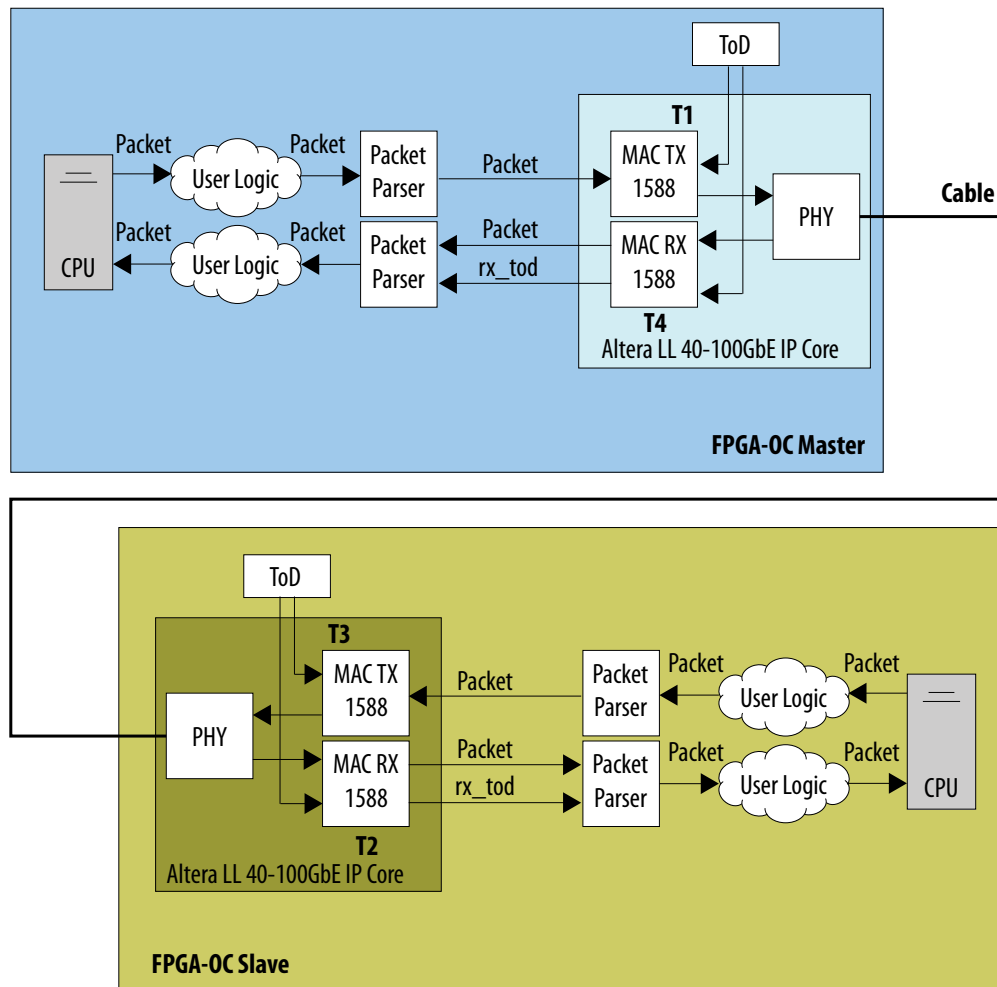 ToD
T1
Packet
Packet
Packet
Parser
Packet
MAC TX
1588
User Logic
PHY
Cable
Packet
Packet
Packet
Parser
Packet
rx_tod
MAC RX
1588
User Logic
CPU
T4
Altera LL 40-100GbE IP Core
FPGA-OC Master
ToD
T3
MAC TX
1588
Packet
Packet
Parser
Packet
Packet
User Logic
PHY
MAC RX
1588
Packet
rx_tod
Packet
Parser
Packet
Packet
User Logic
CPU
T2
Altera LL 40-100GbE IP Core
FPGA-OC Slave